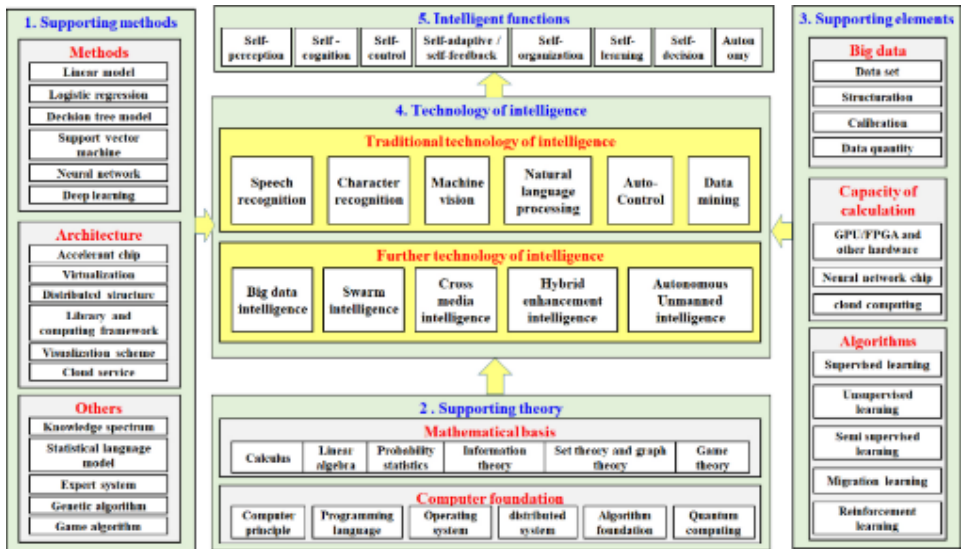 1. Supporting methods
Methods
Linear model
Logistic regression
Decision tree model
Support vector
machine
Neural network
Deep learning
Architecture
Accelerant chip
Virtualization
Distributed structure
Library and
computing framework
Visualization scheme
Cloud service
Others
Knowledge spectrum
Statistical language
model
Expert system
Genetic algorithm
Game algorithm
5. Intelligent functions
Self-
perception
Self -
cognition
Self-
control
Self-adaptive /
self-feedback
Self-
organization
Self-
learning
Self-
decision
Auton
omy
4. Technology of intelligence
Traditional technology of intelligence
Speech
recognition
Character
recognition
Machine
vision
Natural
language
processing
Auto-
Control
Data
mining
Further technology of intelligence
Big data
intelligence
Swarm
intelligence
Cross
media
intelligence
Hybrid
enhancement
intelligence
Autonomous
Unmanned
intelligence
2 . Supporting theory
Mathematical basis
Calculus
Linear
algebra
Probability
statistics
Information
theory
Set theory and graph
theory
Game
theory
Computer foundation
Computer
principle
Programming
language
Operating
system
distributed
system
Algorithm
foundation
Quantum
computing
3. Supporting elements
Big data
Data set
Structuration
Calibration
Data quantity
Capacity of
calculation
GPU/FPGA and
other hardware
Neural network chip
cloud computing
Algorithms
Supervised learning
Unsupervised
learning
Semi supervised
learning
Migration learning
Reinforcement
learning